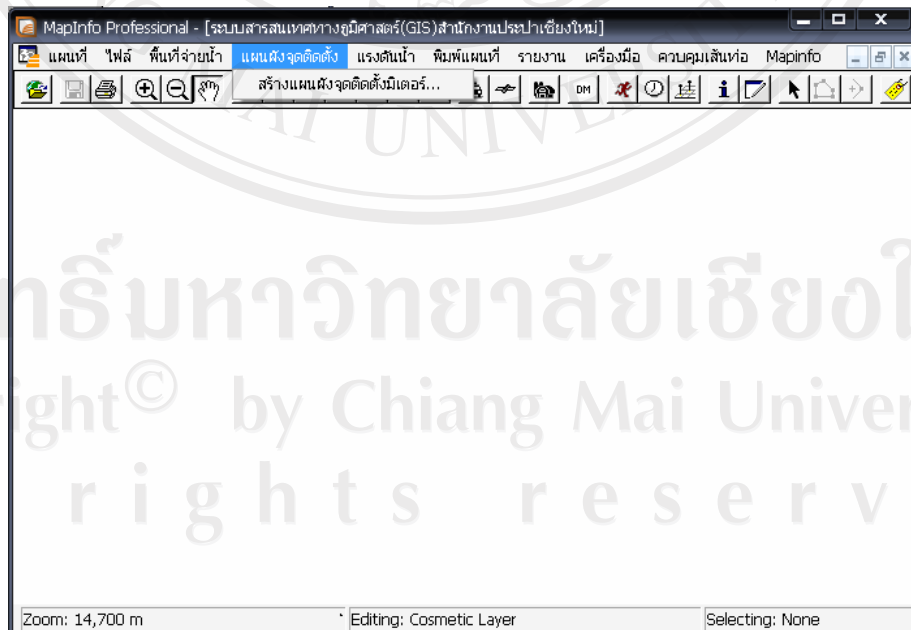 MapInfo Professional - [ระบบสารสนเทศทางภูมิศาสตร์(GIS)สำนักงานประปาเชียงใหม่]
แผนที่ ไฟล์ พื้นที่จ่ายน้ำ แผนผังจุดติดตั้ง แรงดันน้ำ พิมพ์แผนที่ รายงาน เครื่องมือ ควบคุมเส้นท่อ Mapinfo
สร้างแผนผังจุดติดตั้งมิเตอร์...
DM
AI UNIVERSI
ทธิ์มหาวิทยาลัยเชียงใ
right© by Chiang Mai Univer
rights reserv
Zoom: 14,700 m Editing: Cosmetic Layer Selecting: None